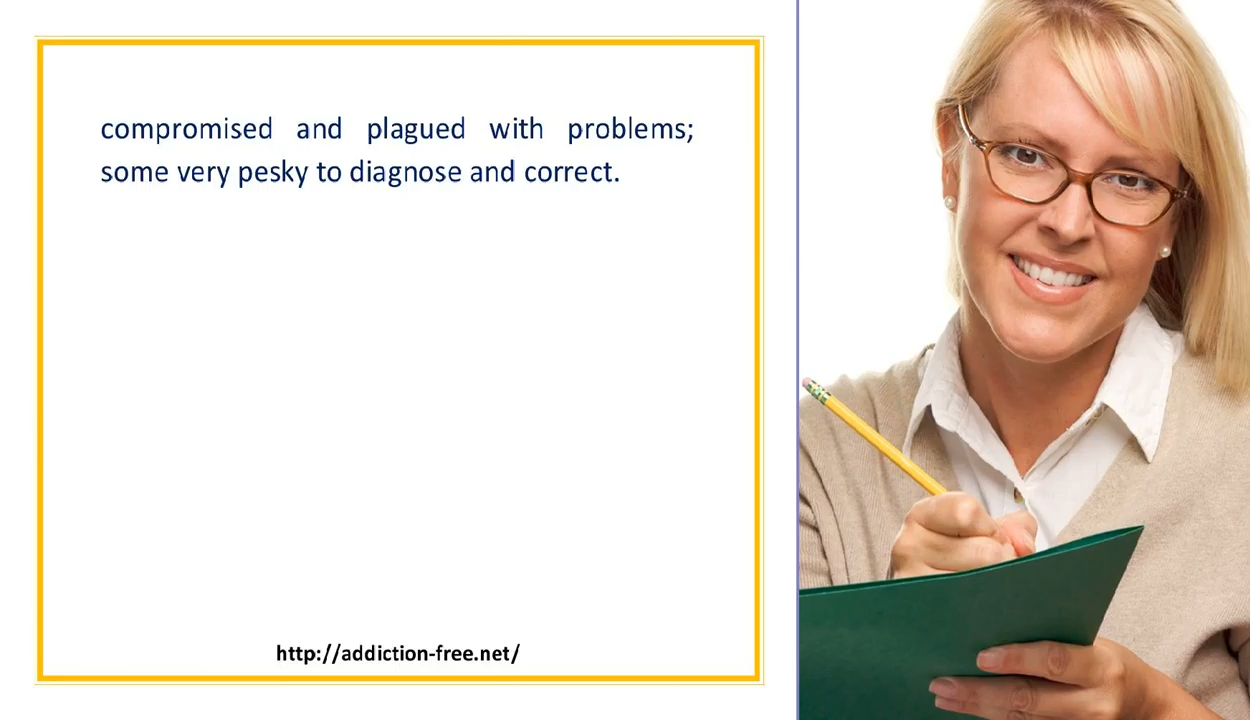 compromised and plagued with problems;
some very pesky to diagnose and correct.
http://addiction-free.net/